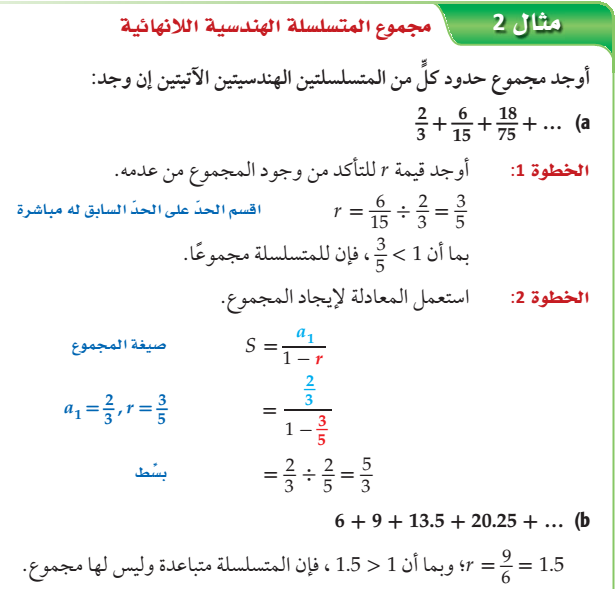 مثال 2 مجموع المتسلسلة الهندسية اللانهائية
أوجد مجموع حدود كلٍّ من المتسلسلتين الهندسيتين الآتيتين إن وجد:
(a 2/3 + 6/15 + 18/75 + …
الخطوة 1: أوجد قيمة r للتأكد من وجود المجموع من عدمه.
r = 6/15 ÷ 2/3 = 3/5 اقسم الحدّ على الحدّ السابق له مباشرة
بما أن 3/5 < 1 ، فإن للمتسلسلة مجموعًا.
الخطوة 2: استعمل المعادلة لإيجاد المجموع.
S = a₁/(1 − r) صيغة المجموع
= (2/3)/(1 − 3/5) a₁ = 2/3 , r = 3/5
= 2/3 ÷ 2/5 = 5/3 بسّط
(b 6 + 9 + 13.5 + 20.25 + …
r = 9/6 = 1.5؛ وبما أن 1.5 > 1 ، فإن المتسلسلة متباعدة وليس لها مجموع.